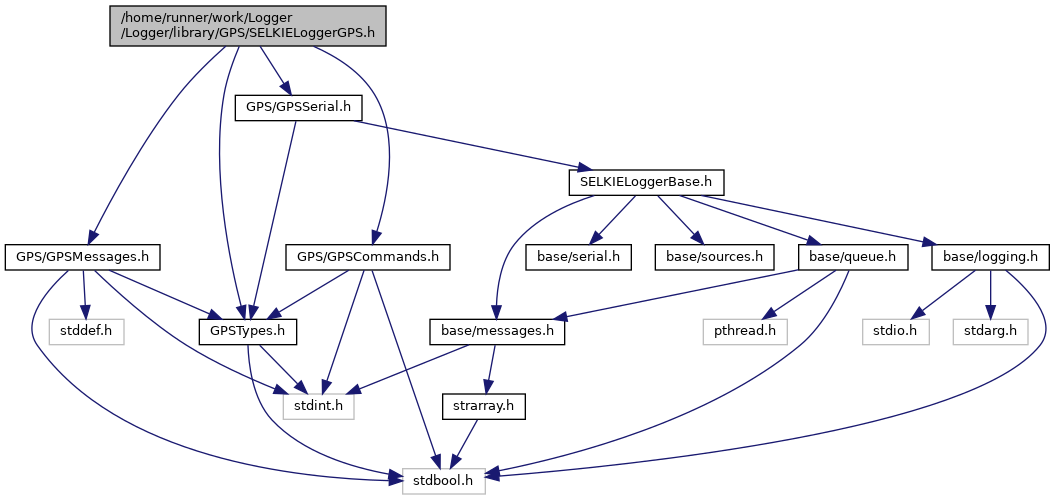 /home/runner/work/Logger
/Logger/library/GPS/SELKIELoggerGPS.h
GPS/GPSSerial.h
SELKIELoggerBase.h
GPS/GPSMessages.h
GPS/GPSCommands.h
base/serial.h
base/sources.h
base/queue.h
base/logging.h
stddef.h
GPSTypes.h
base/messages.h
pthread.h
stdio.h
stdarg.h
stdint.h
strarray.h
stdbool.h